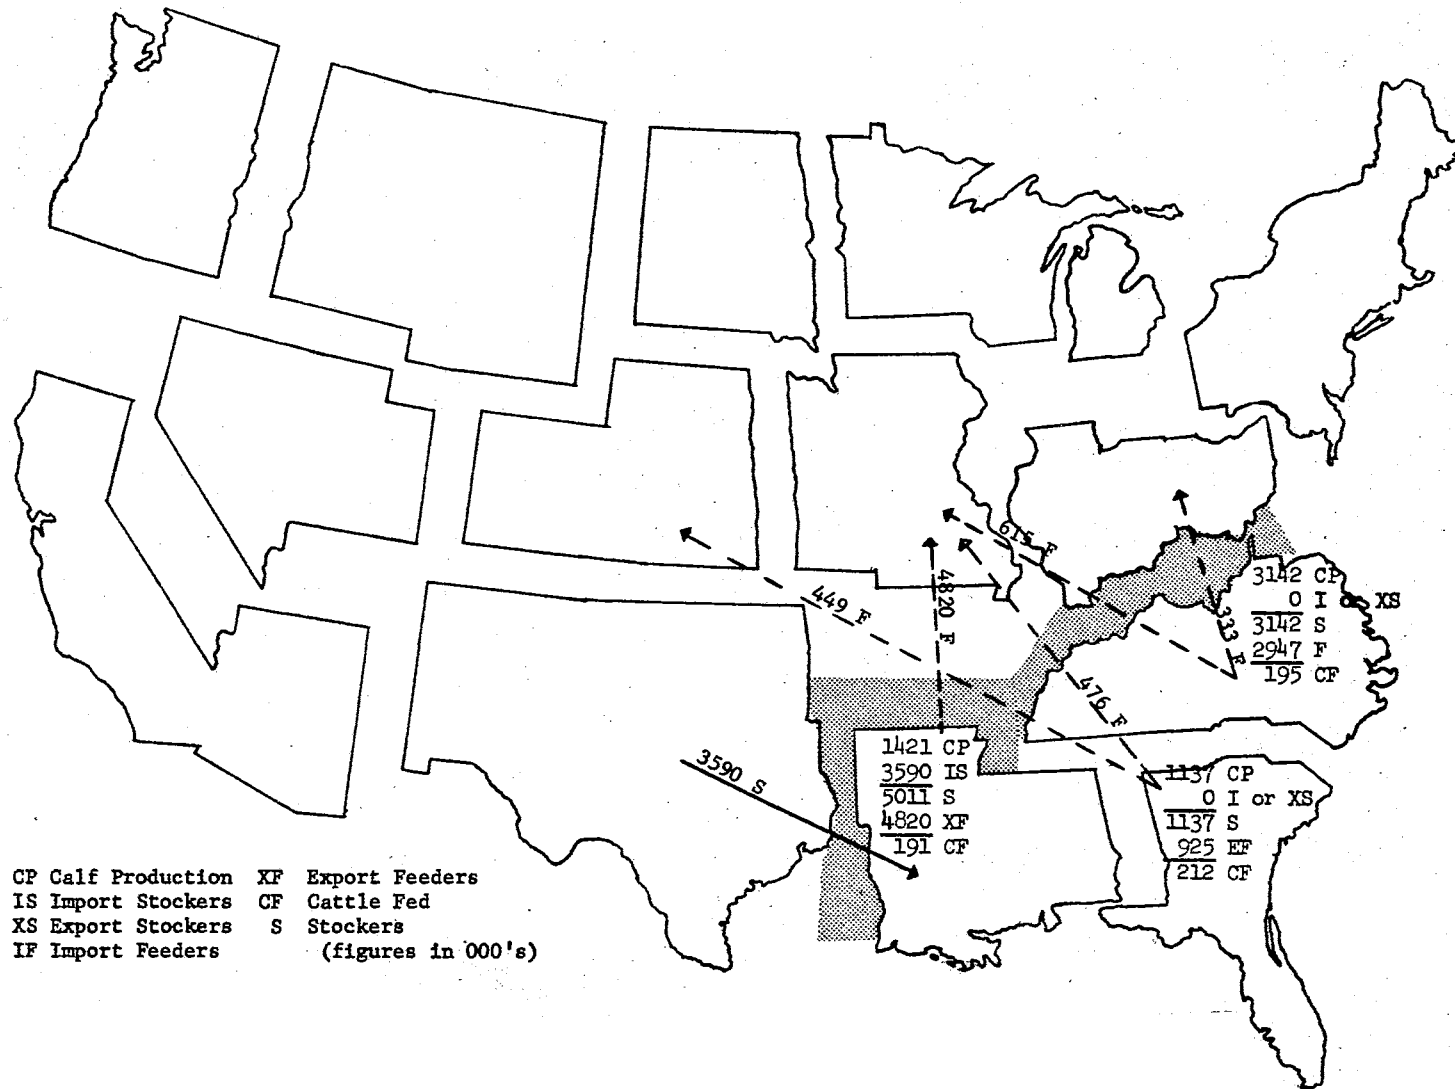 615 F
449 F
4820 F
333 F
476 F
3590 S
3142 CP
0 I or XS
3142 S
2947 F
195 CF
1421 CP
3590 IS
5011 S
4820 XF
191 CF
1137 CP
0 I or XS
1137 S
925 EF
212 CF
CP Calf Production XF Export Feeders
IS Import Stockers CF Cattle Fed
XS Export Stockers S Stockers
IF Import Feeders (figures in 000's)